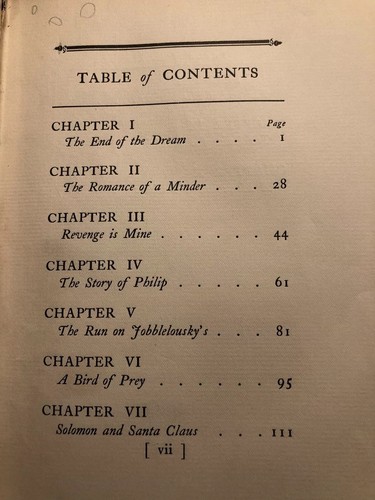 TABLE of CONTENTS
Page
CHAPTER I
The End of the Dream . . . . 1
CHAPTER II
The Romance of a Minder . . . 28
CHAPTER III
Revenge is Mine . . . . . . 44
CHAPTER IV
The Story of Philip . . . . . 61
CHAPTER V
The Run on Jobblelousky's . . . 81
CHAPTER VI
A Bird of Prey . . . . . . 95
CHAPTER VII
Solomon and Santa Claus . . . 111
[ vii ]